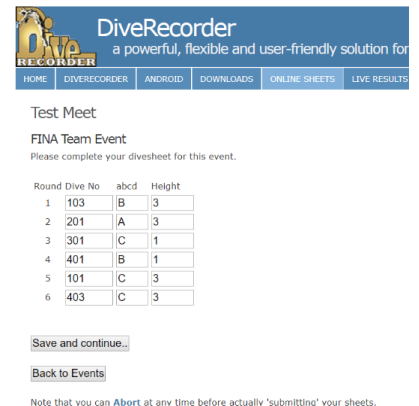 Dive
RECORDER
DiveRecorder
a powerful, flexible and user-friendly solution for
HOME DIVERECORDER ANDROID DOWNLOADS ONLINE SHEETS LIVE RESULTS
Test Meet
FINA Team Event
Please complete your divesheet for this event.
Round Dive No abcd Height
1 103 B 3
2 201 A 3
3 301 C 1
4 401 B 1
5 101 C 3
6 403 C 3
Save and continue..
Back to Events
Note that you can Abort at any time before actually 'submitting' your sheets.